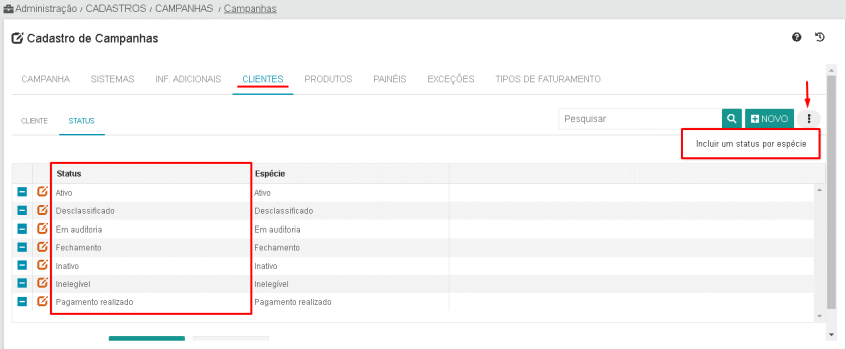 Administração / CADASTROS / CAMPANHAS / Campanhas
Cadastro de Campanhas
CAMPANHA SISTEMAS INF. ADICIONAIS CLIENTES PRODUTOS PAINÉIS EXCEÇÕES TIPOS DE FATURAMENTO
CLIENTE STATUS Pesquisar NOVO
Incluir um status por espécie
Status Espécie
Ativo Ativo
Desclassificado Desclassificado
Em auditoria Em auditoria
Fechamento Fechamento
Inativo Inativo
Inelegível Inelegível
Pagamento realizado Pagamento realizado